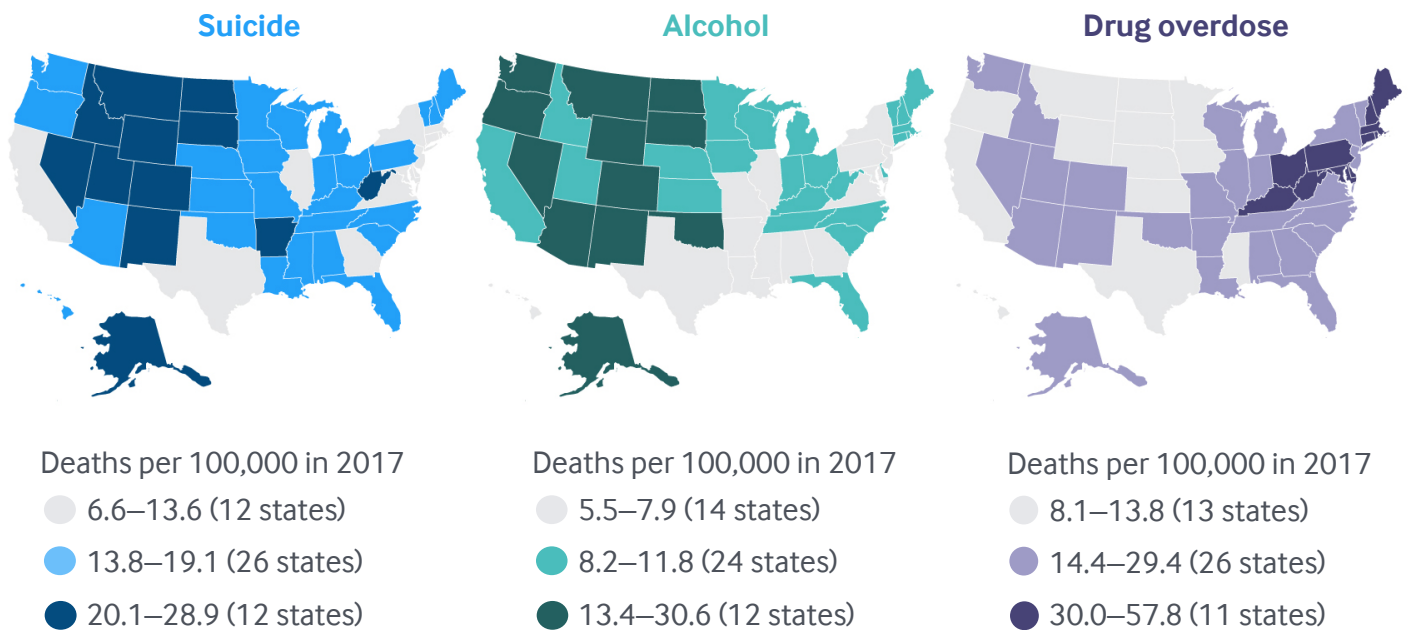 Suicide
Alcohol
Drug overdose
Deaths per 100,000 in 2017
6.6–13.6 (12 states)
13.8–19.1 (26 states)
20.1–28.9 (12 states)
Deaths per 100,000 in 2017
5.5–7.9 (14 states)
8.2–11.8 (24 states)
13.4–30.6 (12 states)
Deaths per 100,000 in 2017
8.1–13.8 (13 states)
14.4–29.4 (26 states)
30.0–57.8 (11 states)